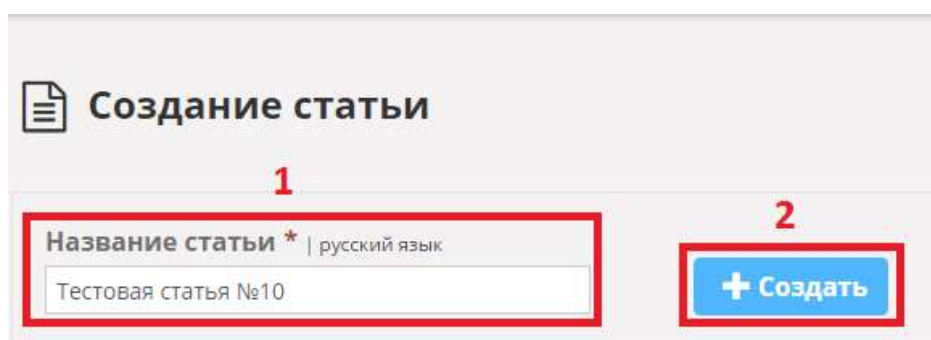 Создание статьи
1
2
Название статьи * | русский язык
Тестовая статья №10
+ Создать